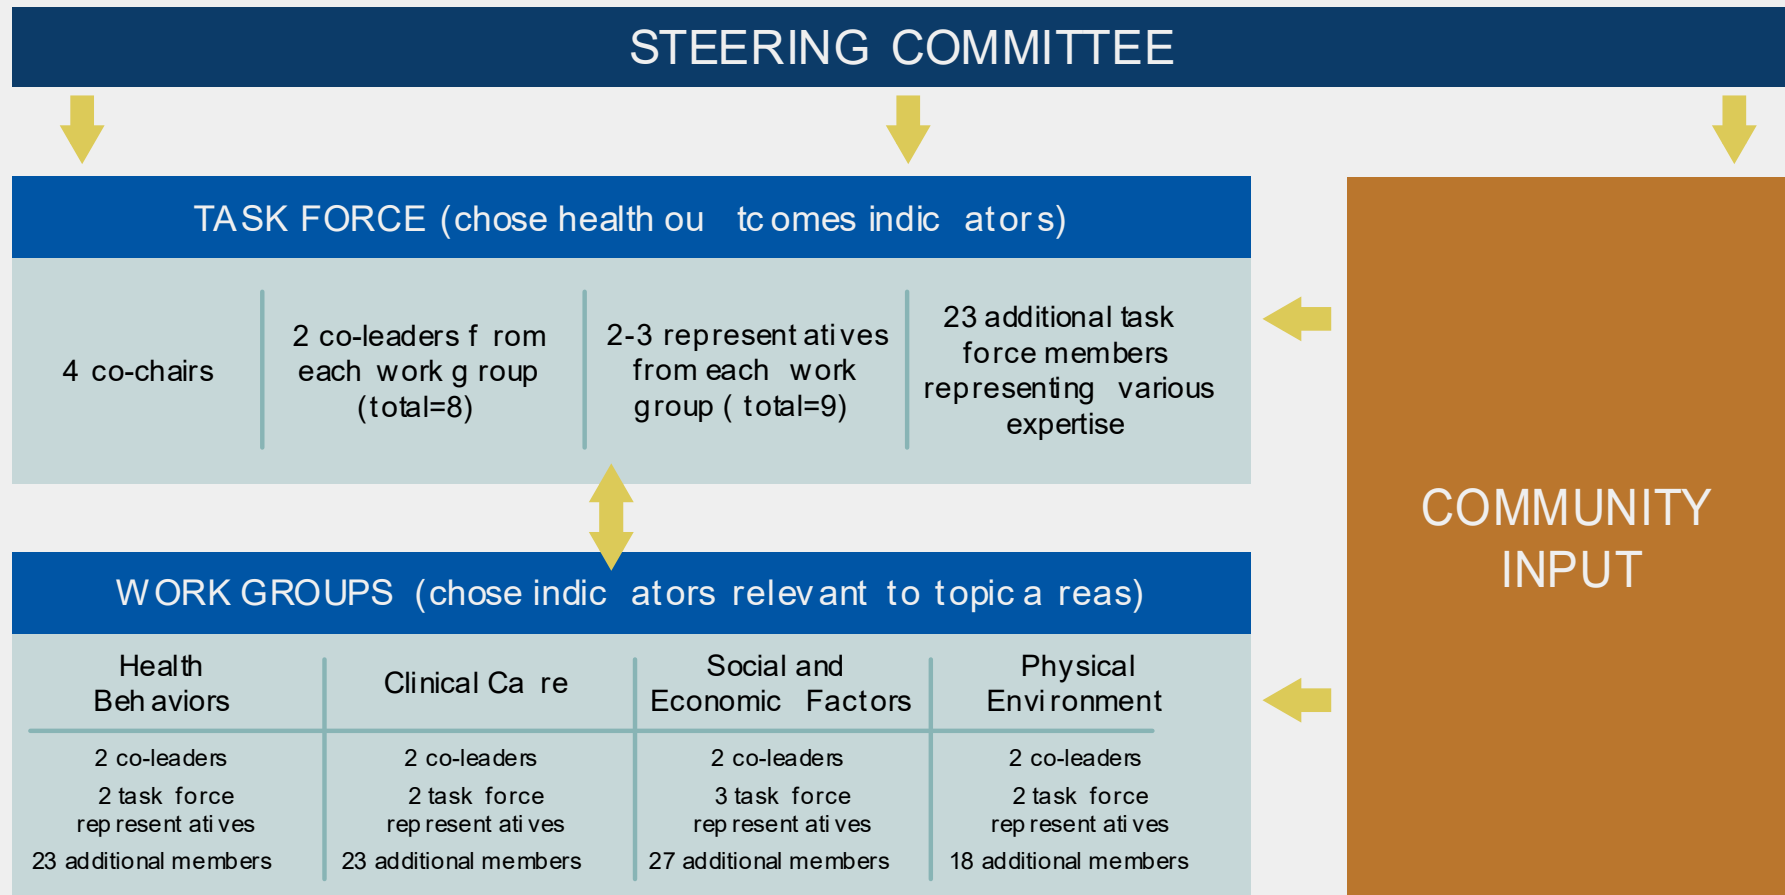 STEERING COMMITTEE
TASK FORCE (chose health outcomes indicators)
4 co-chairs
2 co-leaders from
each work group
(total=8)
2-3 representatives
from each work
group (total=9)
23 additional task
force members
representing various
expertise
COMMUNITY
INPUT
WORK GROUPS (chose indicators relevant to topic areas)
Health
Behaviors
2 co-leaders
2 task force
representatives
23 additional members
Clinical Care
2 co-leaders
2 task force
representatives
23 additional members
Social and
Economic Factors
2 co-leaders
3 task force
representatives
27 additional members
Physical
Environment
2 co-leaders
2 task force
representatives
18 additional members